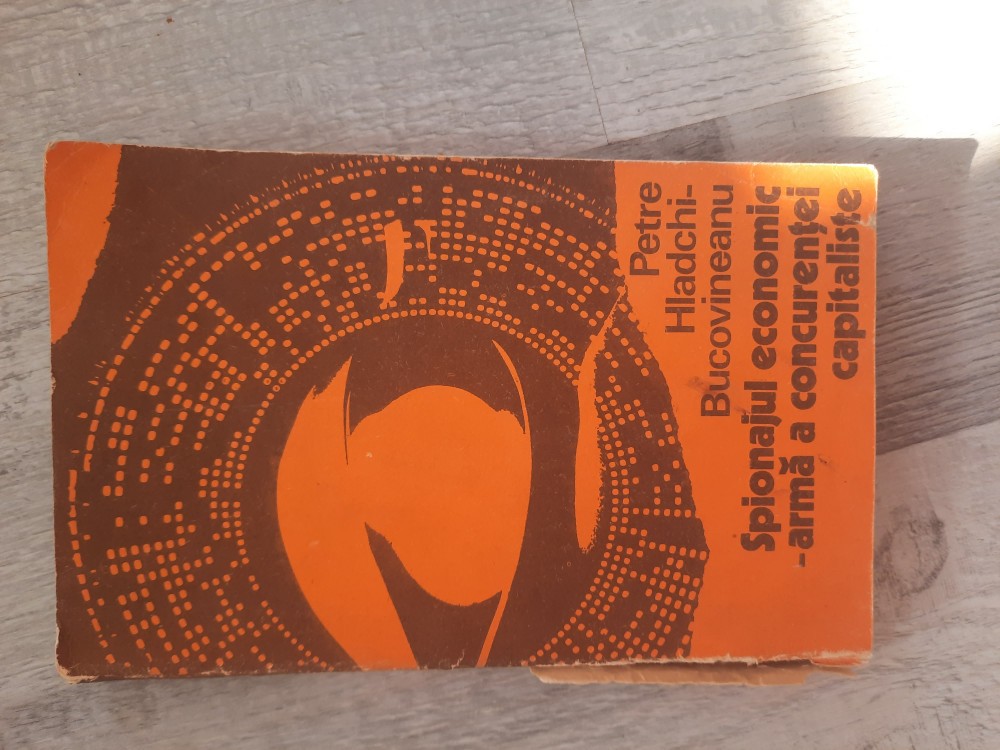 Petre
Hladchi-
Bucovineanu
Spionajul economic
-armă a concurenței
capitaliste